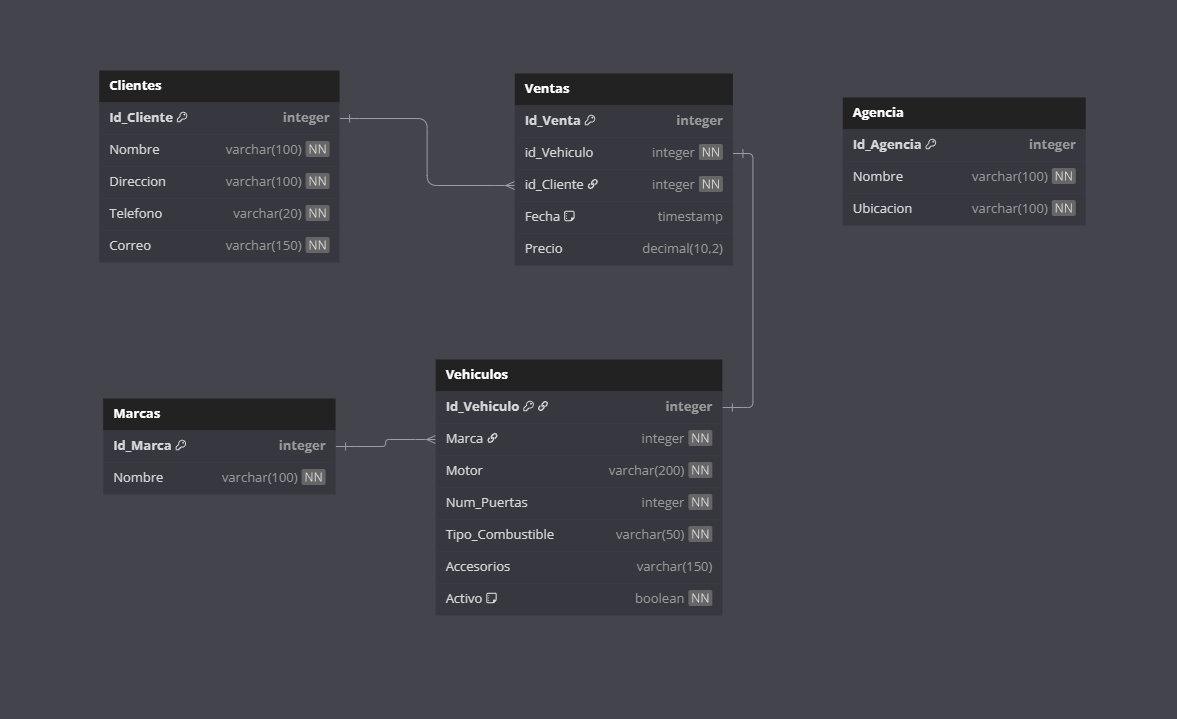 Clientes
Id_Cliente integer
Nombre varchar(100) NN
Direccion varchar(100) NN
Telefono varchar(20) NN
Correo varchar(150) NN
Ventas
Id_Venta integer
id_Vehiculo integer NN
id_Cliente integer NN
Fecha timestamp
Precio decimal(10,2)
Agencia
Id_Agencia integer
Nombre varchar(100) NN
Ubicacion varchar(100) NN
Marcas
Id_Marca integer
Nombre varchar(100) NN
Vehiculos
Id_Vehiculo integer
Marca integer NN
Motor varchar(200) NN
Num_Puertas integer NN
Tipo_Combustible varchar(50) NN
Accesorios varchar(150)
Activo boolean NN